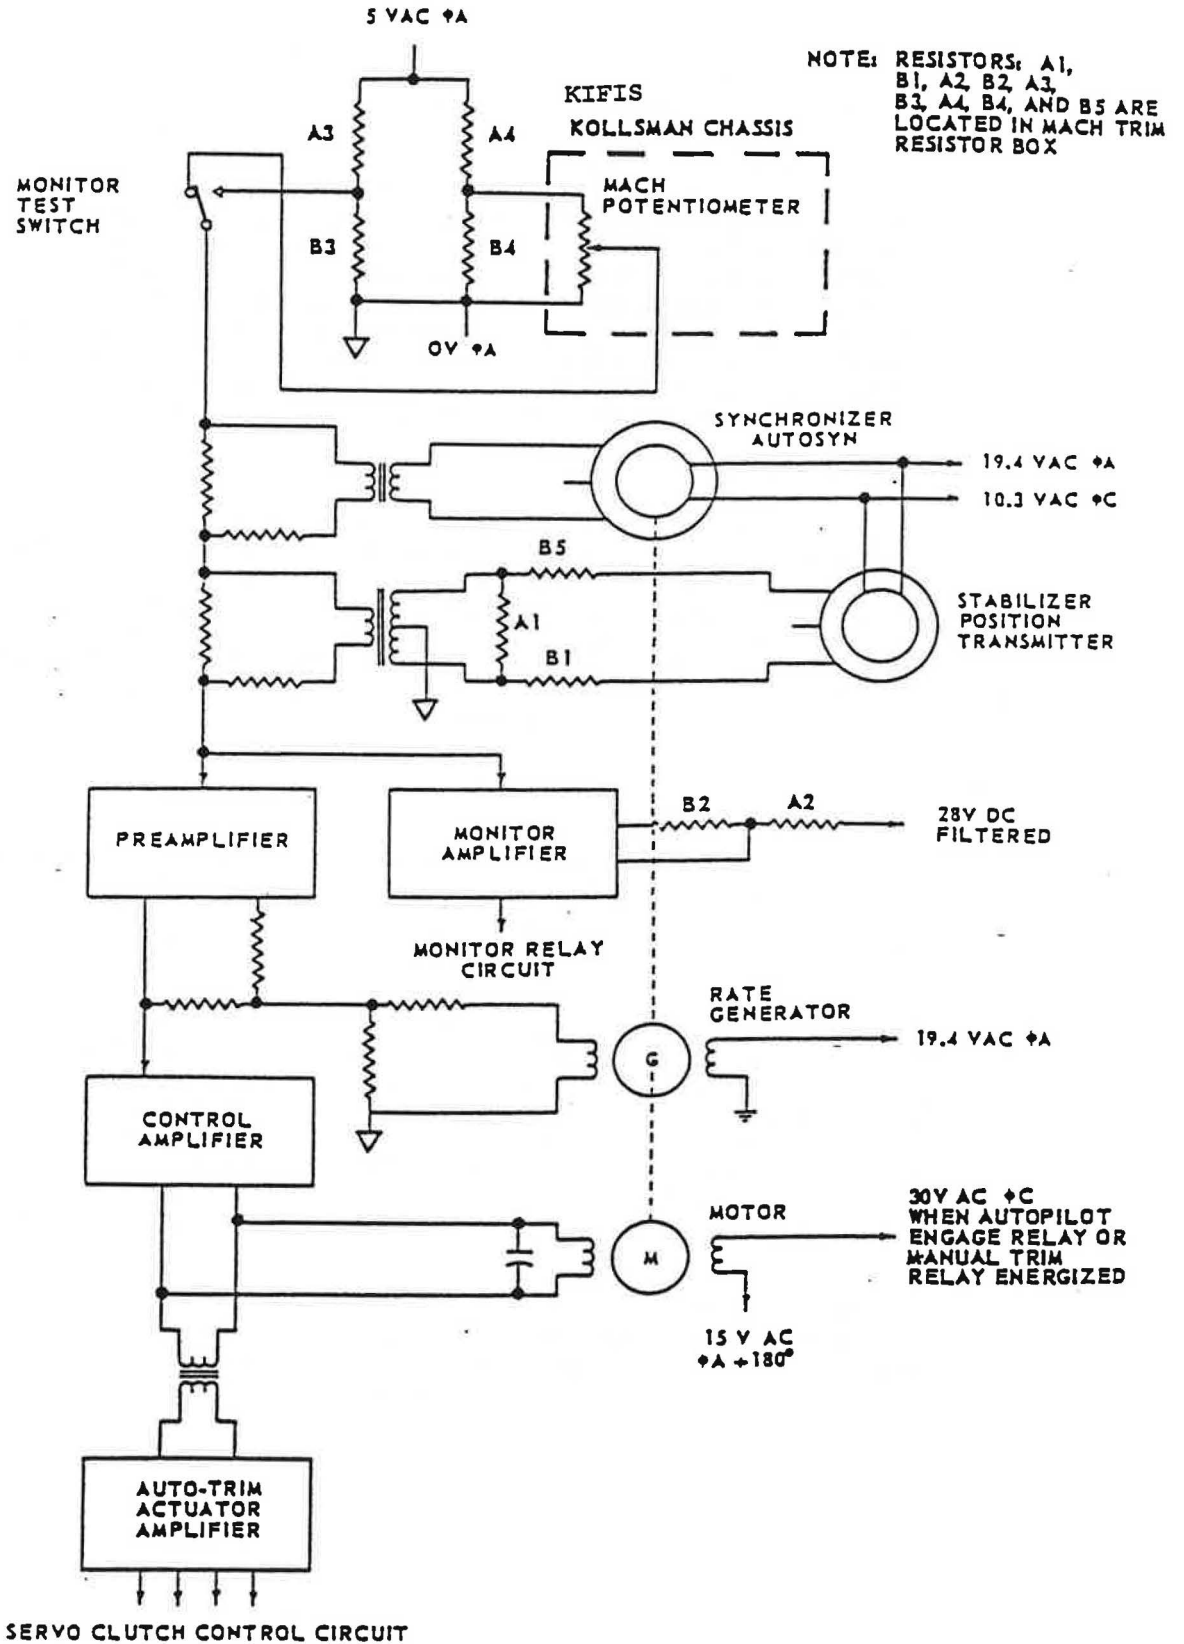 5 VAC ϕA
NOTE: RESISTORS: A1,
B1, A2, B2, A3,
B3, A4, B4, AND B5 ARE
LOCATED IN MACH TRIM
RESISTOR BOX
KIFIS
KOLLSMAN CHASSIS
A3
A4
MONITOR
TEST
SWITCH
MACH
POTENTIOMETER
B3
B4
0V ϕA
SYNCHRONIZER
AUTOSYN
19.4 VAC ϕA
10.3 VAC ϕC
B5
A1
B1
STABILIZER
POSITION
TRANSMITTER
PREAMPLIFIER
MONITOR
AMPLIFIER
B2
A2
28V DC
FILTERED
MONITOR RELAY
CIRCUIT
RATE
GENERATOR
G
19.4 VAC ϕA
CONTROL
AMPLIFIER
MOTOR
M
30V AC ϕC
WHEN AUTOPILOT
ENGAGE RELAY OR
MANUAL TRIM
RELAY ENERGIZED
15 V AC
ϕA +180°
AUTO-TRIM
ACTUATOR
AMPLIFIER
SERVO CLUTCH CONTROL CIRCUIT